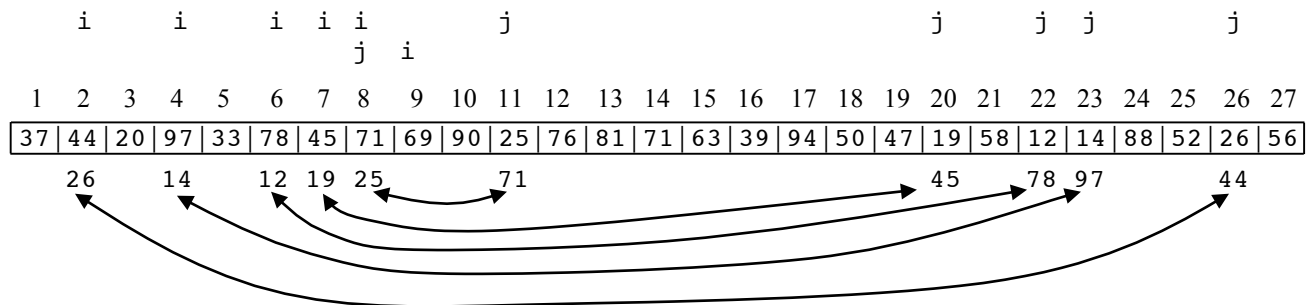 i i i i i j j j j j
j i
1 2 3 4 5 6 7 8 9 10 11 12 13 14 15 16 17 18 19 20 21 22 23 24 25 26 27
37|44|20|97|33|78|45|71|69|90|25|76|81|71|63|39|94|50|47|19|58|12|14|88|52|26|56
26 14 12 19 25 71 45 78 97 44